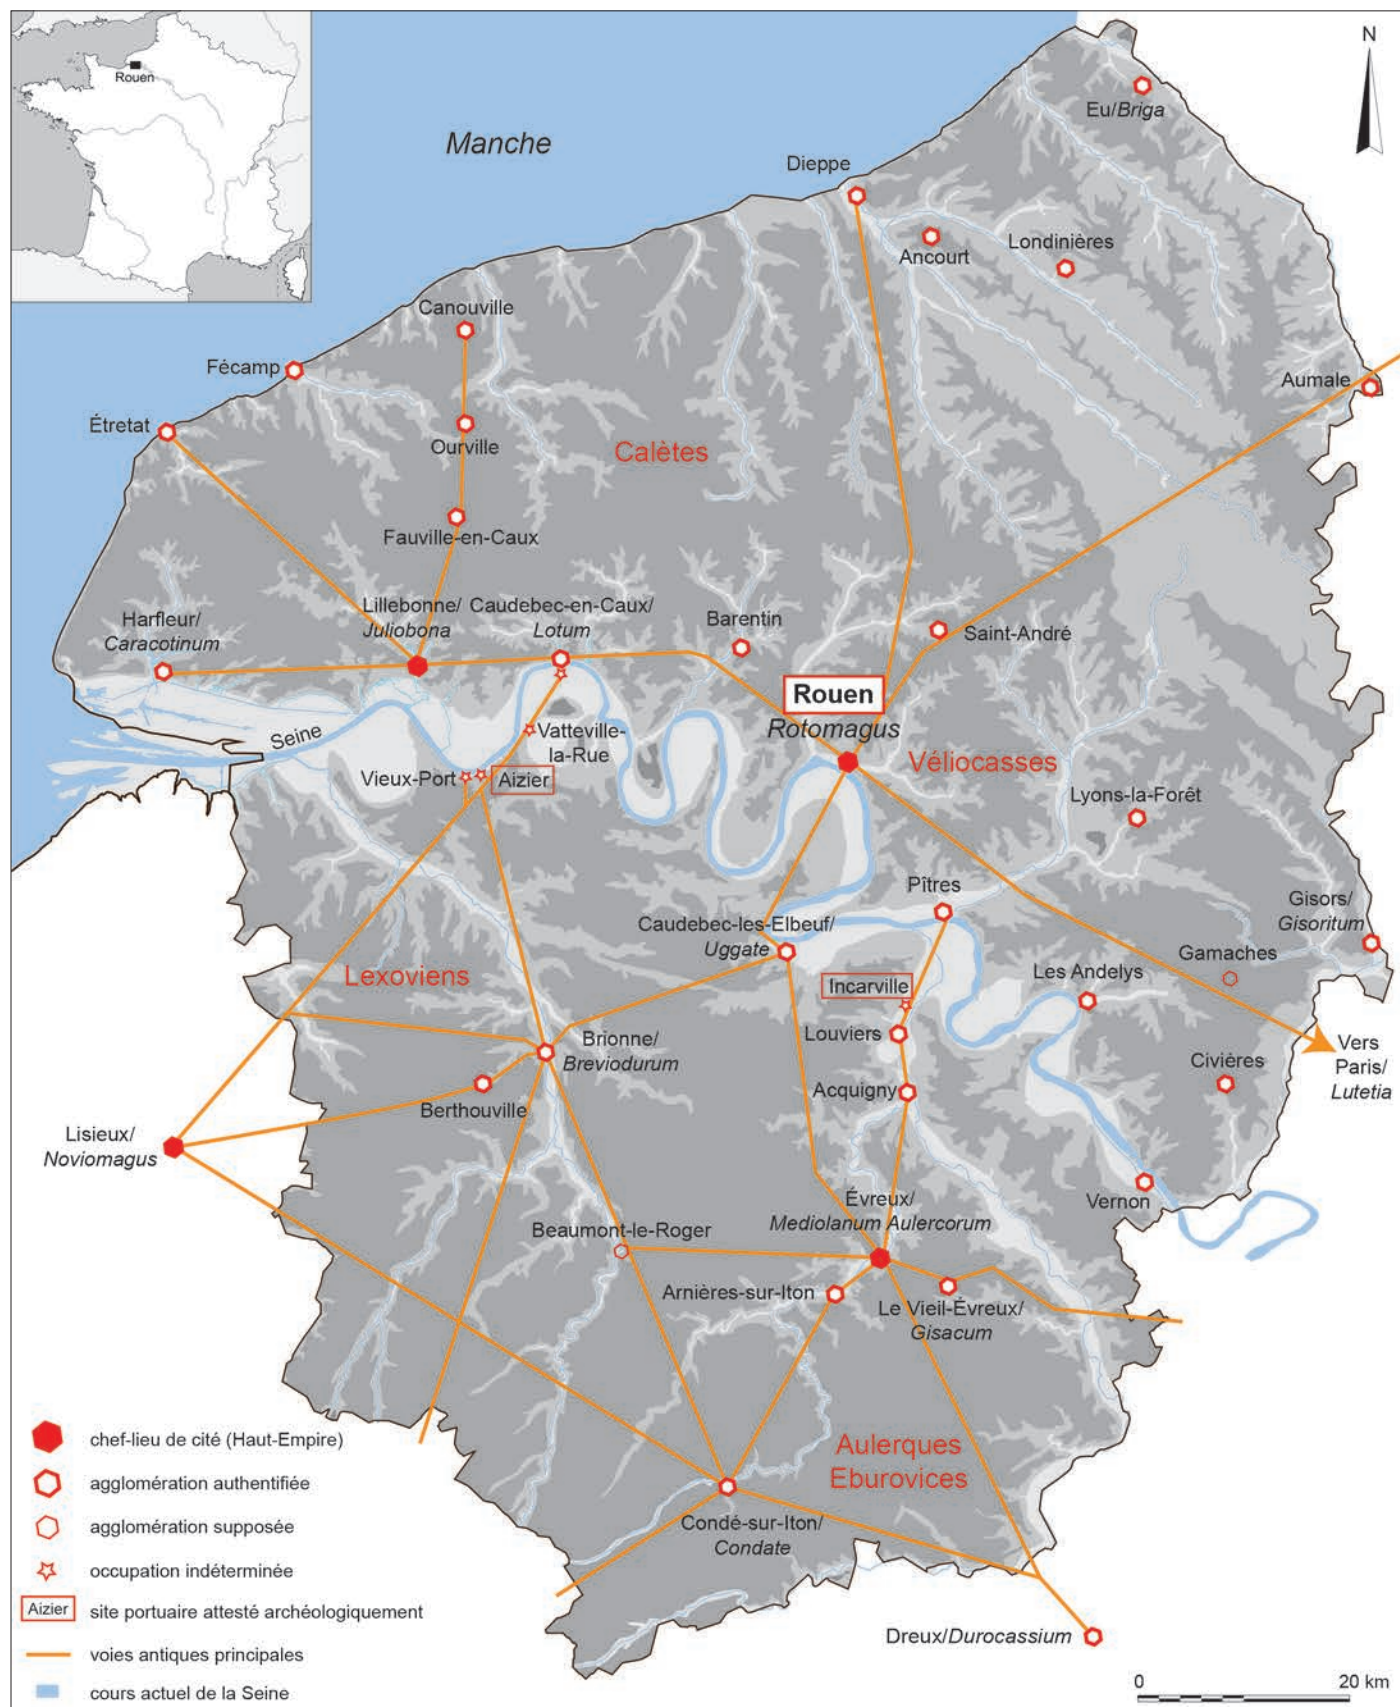 Rouen
N
Manche
Eu/Briga
Dieppe
Ancourt
Londinières
Canouville
Fécamp
Aumale
Étretat
Ourville
Calètes
Fauville-en-Caux
Harfleur/
Caracotinum
Lillebonne/
Juliobona
Caudebec-en-Caux/
Lotum
Barentin
Saint-André
Rouen
Rotomagus
Seine
Vatteville-
la-Rue
Vieux-Port
Aizier
Véliocasses
Lyons-la-Forêt
Pîtres
Gisors/
Gisoritum
Caudebec-les-Elbeuf/
Uggate
Gamaches
Lexoviens
Les Andelys
Incarville
Louviers
Brionne/
Breviodurum
Vers
Paris/
Lutetia
Civières
Acquigny
Berthouville
Lisieux/
Noviomagus
Vernon
Évreux/
Mediolanum Aulercorum
Beaumont-le-Roger
Arnières-sur-Iton
Le Vieil-Évreux/
Gisacum
Aulerques
Eburovices
Condé-sur-Iton/
Condate
Dreux/Durocassium
chef-lieu de cité (Haut-Empire)
agglomération authentifiée
agglomération supposée
occupation indéterminée
Aizier site portuaire attesté archéologiquement
voies antiques principales
cours actuel de la Seine
0 20 km